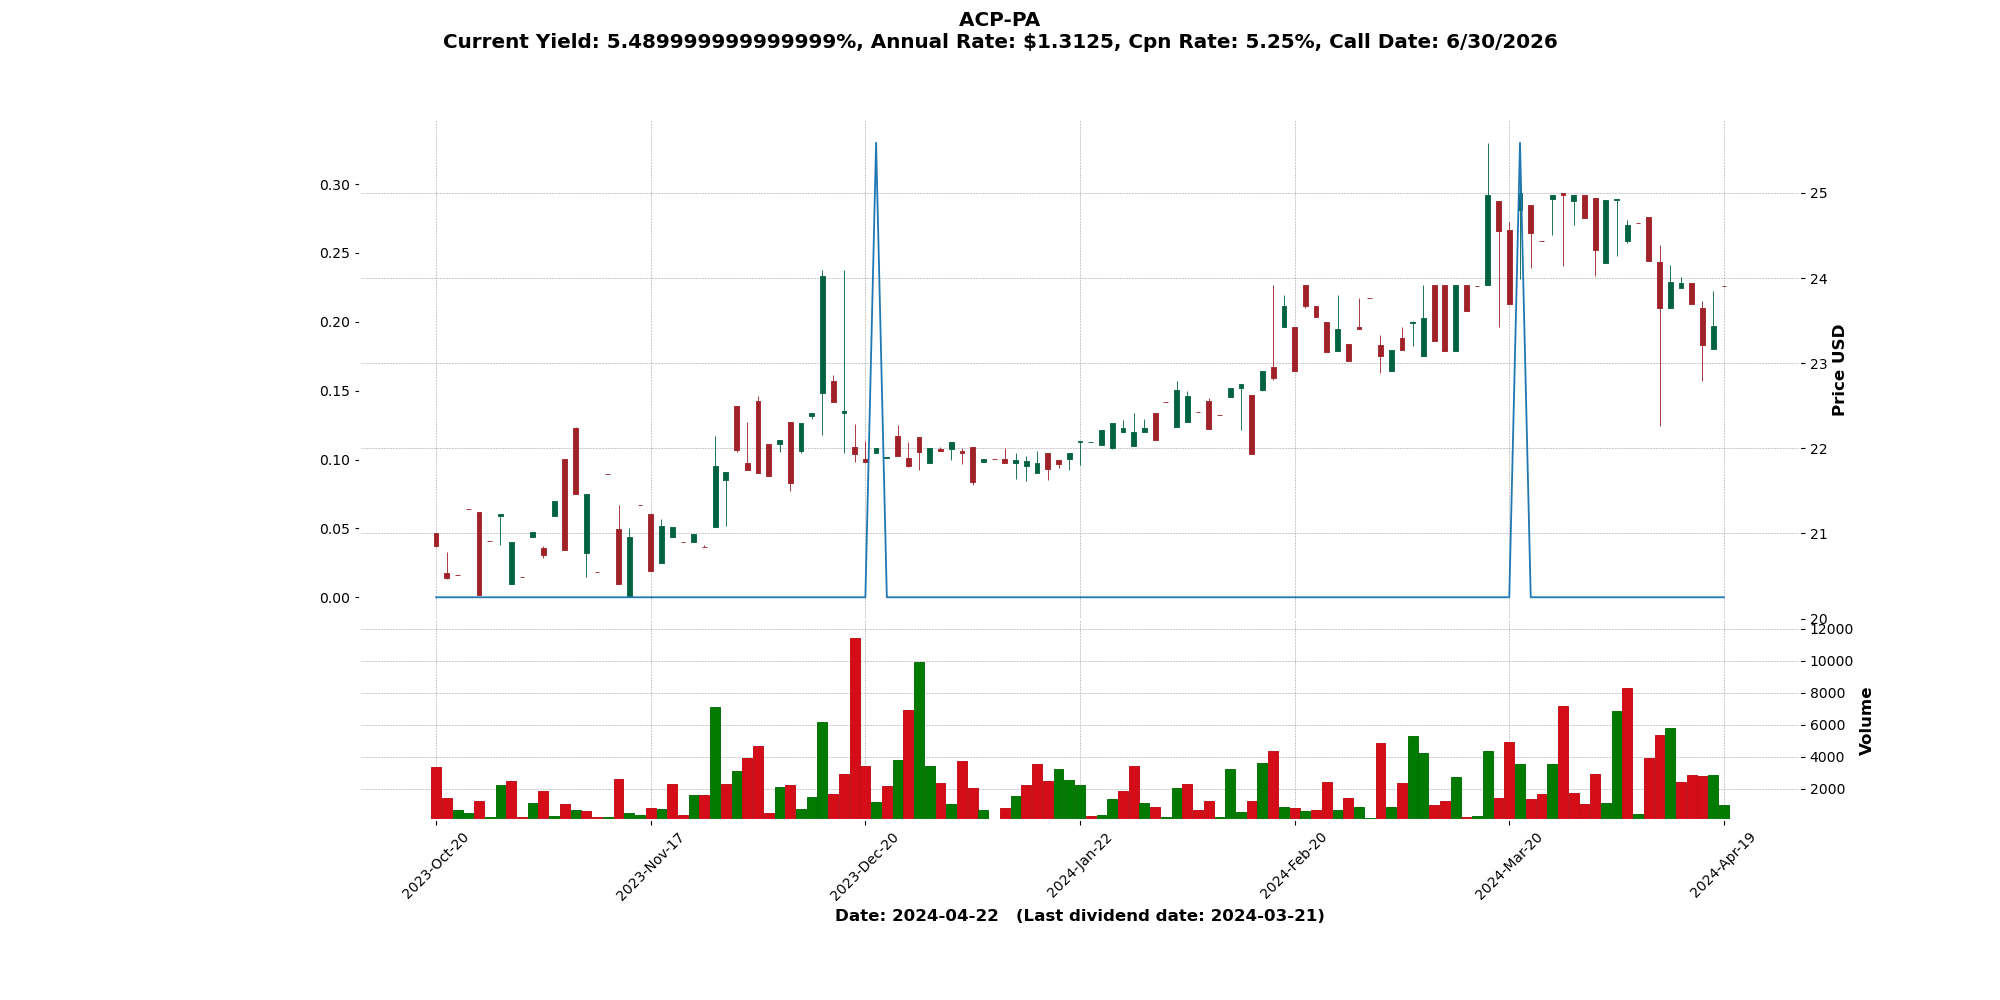 ACP-PA
Current Yield: 5.489999999999999%, Annual Rate: $1.3125, Cpn Rate: 5.25%, Call Date: 6/30/2026
0.30
0.25
0.20
0.15
0.10
0.05
0.00
25
24
23
22
21
20
Price USD
12000
10000
8000
6000
4000
2000
Volume
2023-Oct-20
2023-Nov-17
2023-Dec-20
2024-Jan-22
2024-Feb-20
2024-Mar-20
2024-Apr-19
Date: 2024-04-22   (Last dividend date: 2024-03-21)